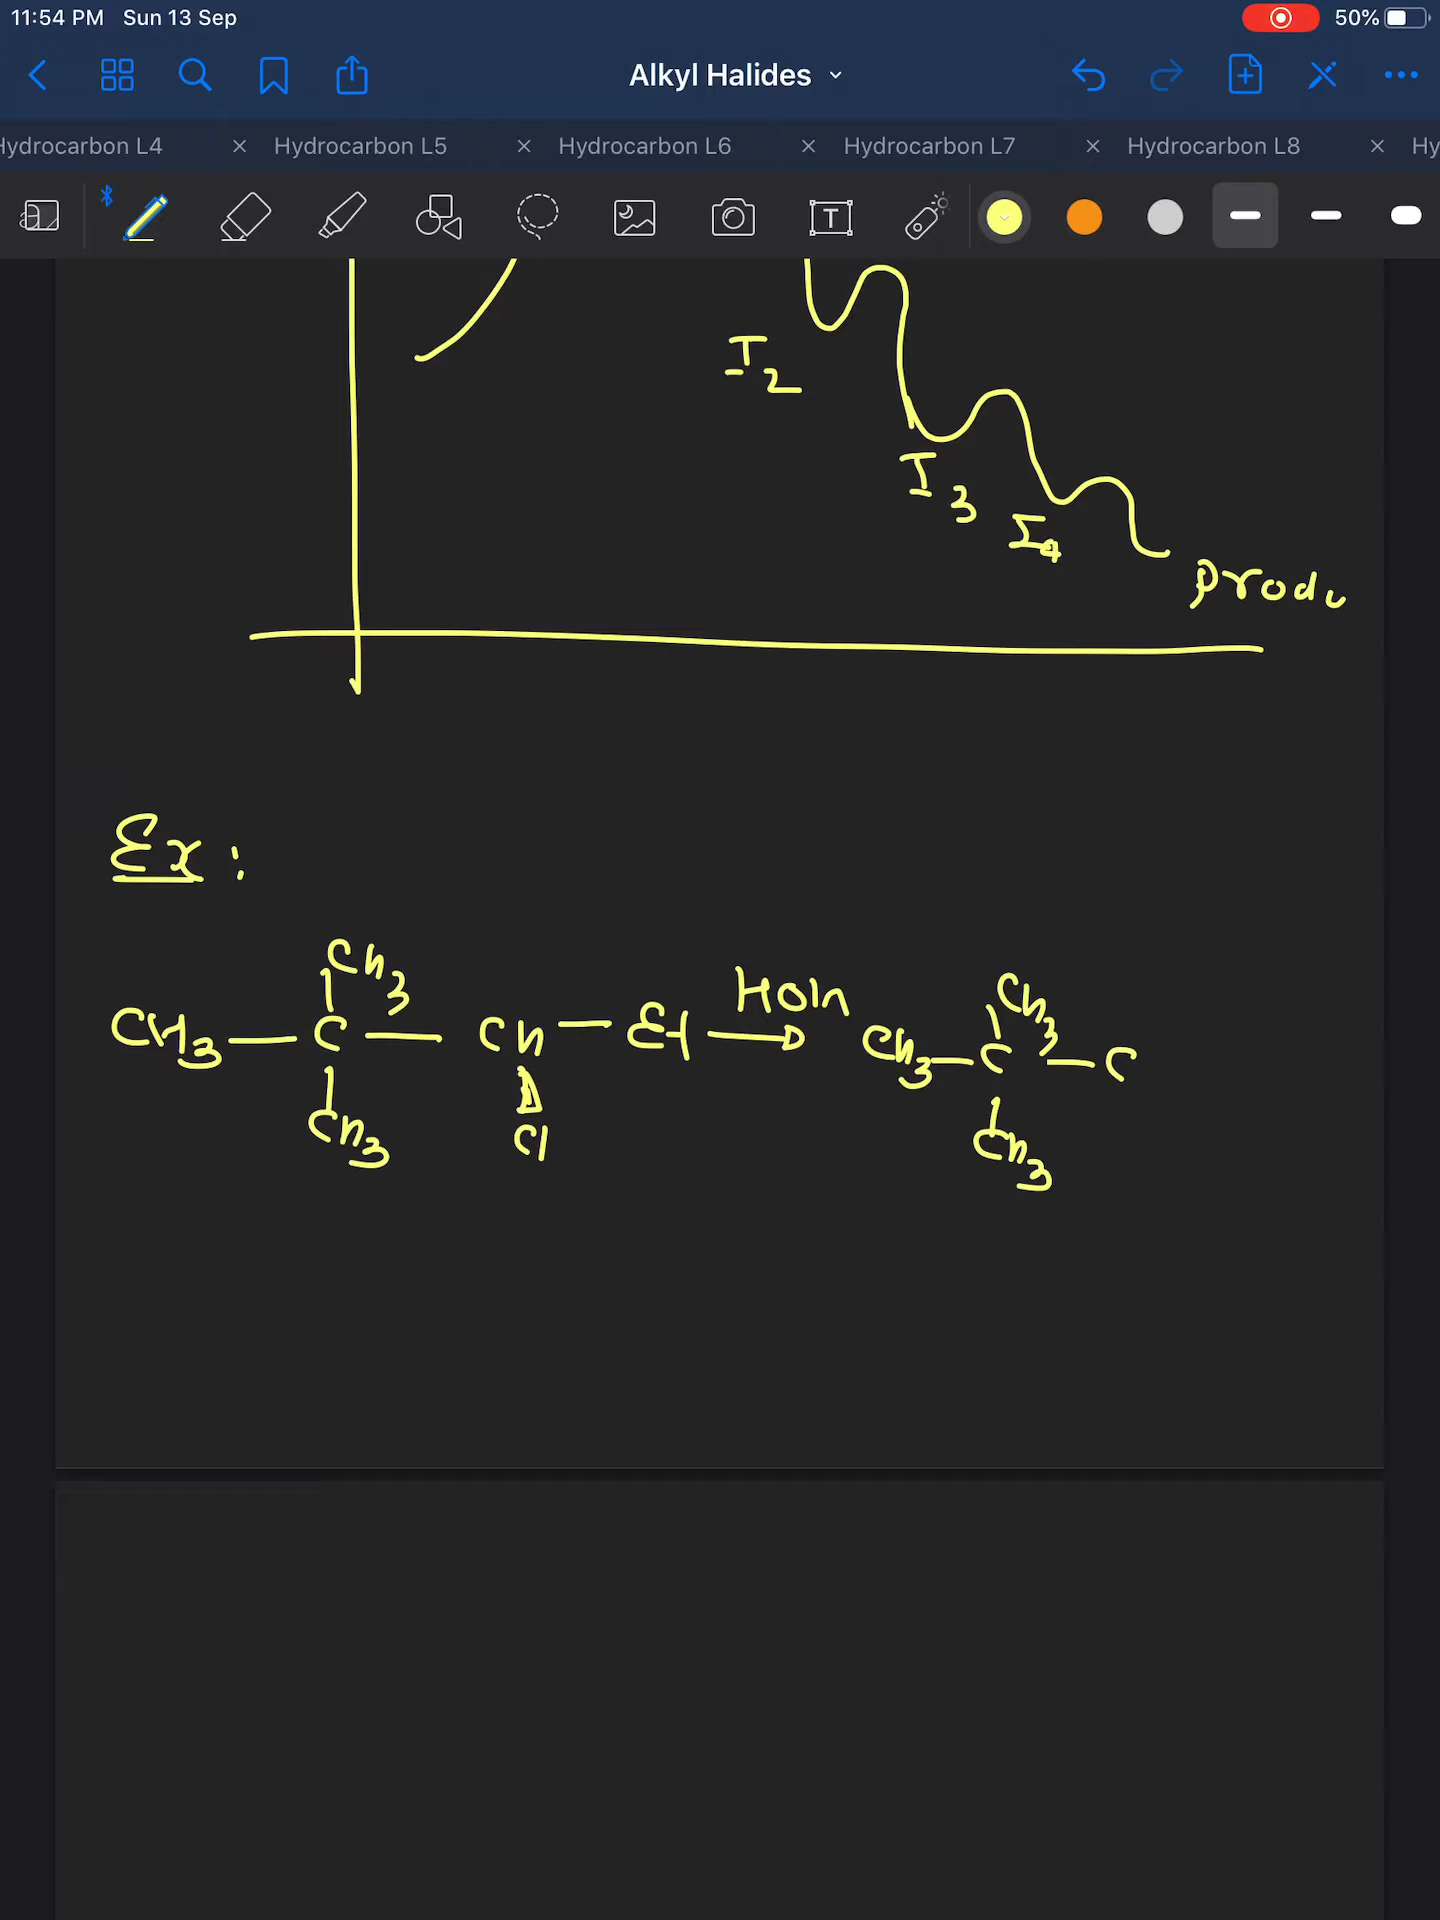 11:54 PM Sun 13 Sep 50%
Alkyl Halides
Hydrocarbon L4 × Hydrocarbon L5 × Hydrocarbon L6 × Hydrocarbon L7 × Hydrocarbon L8 × Hy
I2
I3
I4
produ
Ex:
CH3 CH3
CH3 — C — CH — Et → CH3 — C — C
CH3 Cl CH3